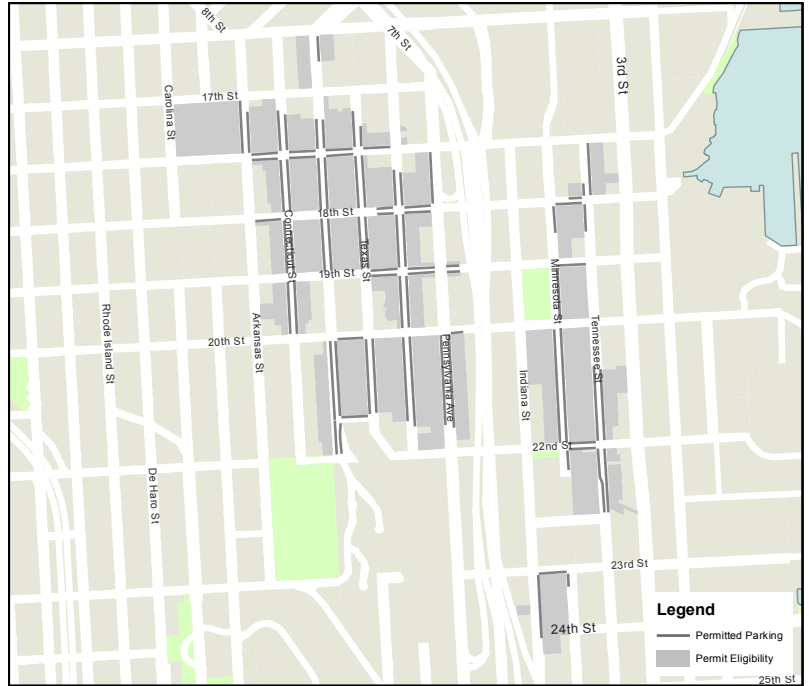 8th St
7th St
3rd St
Carolina St
17th St
18th St
Connecticut St
Texas St
19th St
Minnesota St
Rhode Island St
Arkansas St
Tennessee St
20th St
Pennsylvania Ave
Indiana St
22nd St
De Haro St
23rd St
24th St
Legend
Permitted Parking
Permit Eligibility
25th St